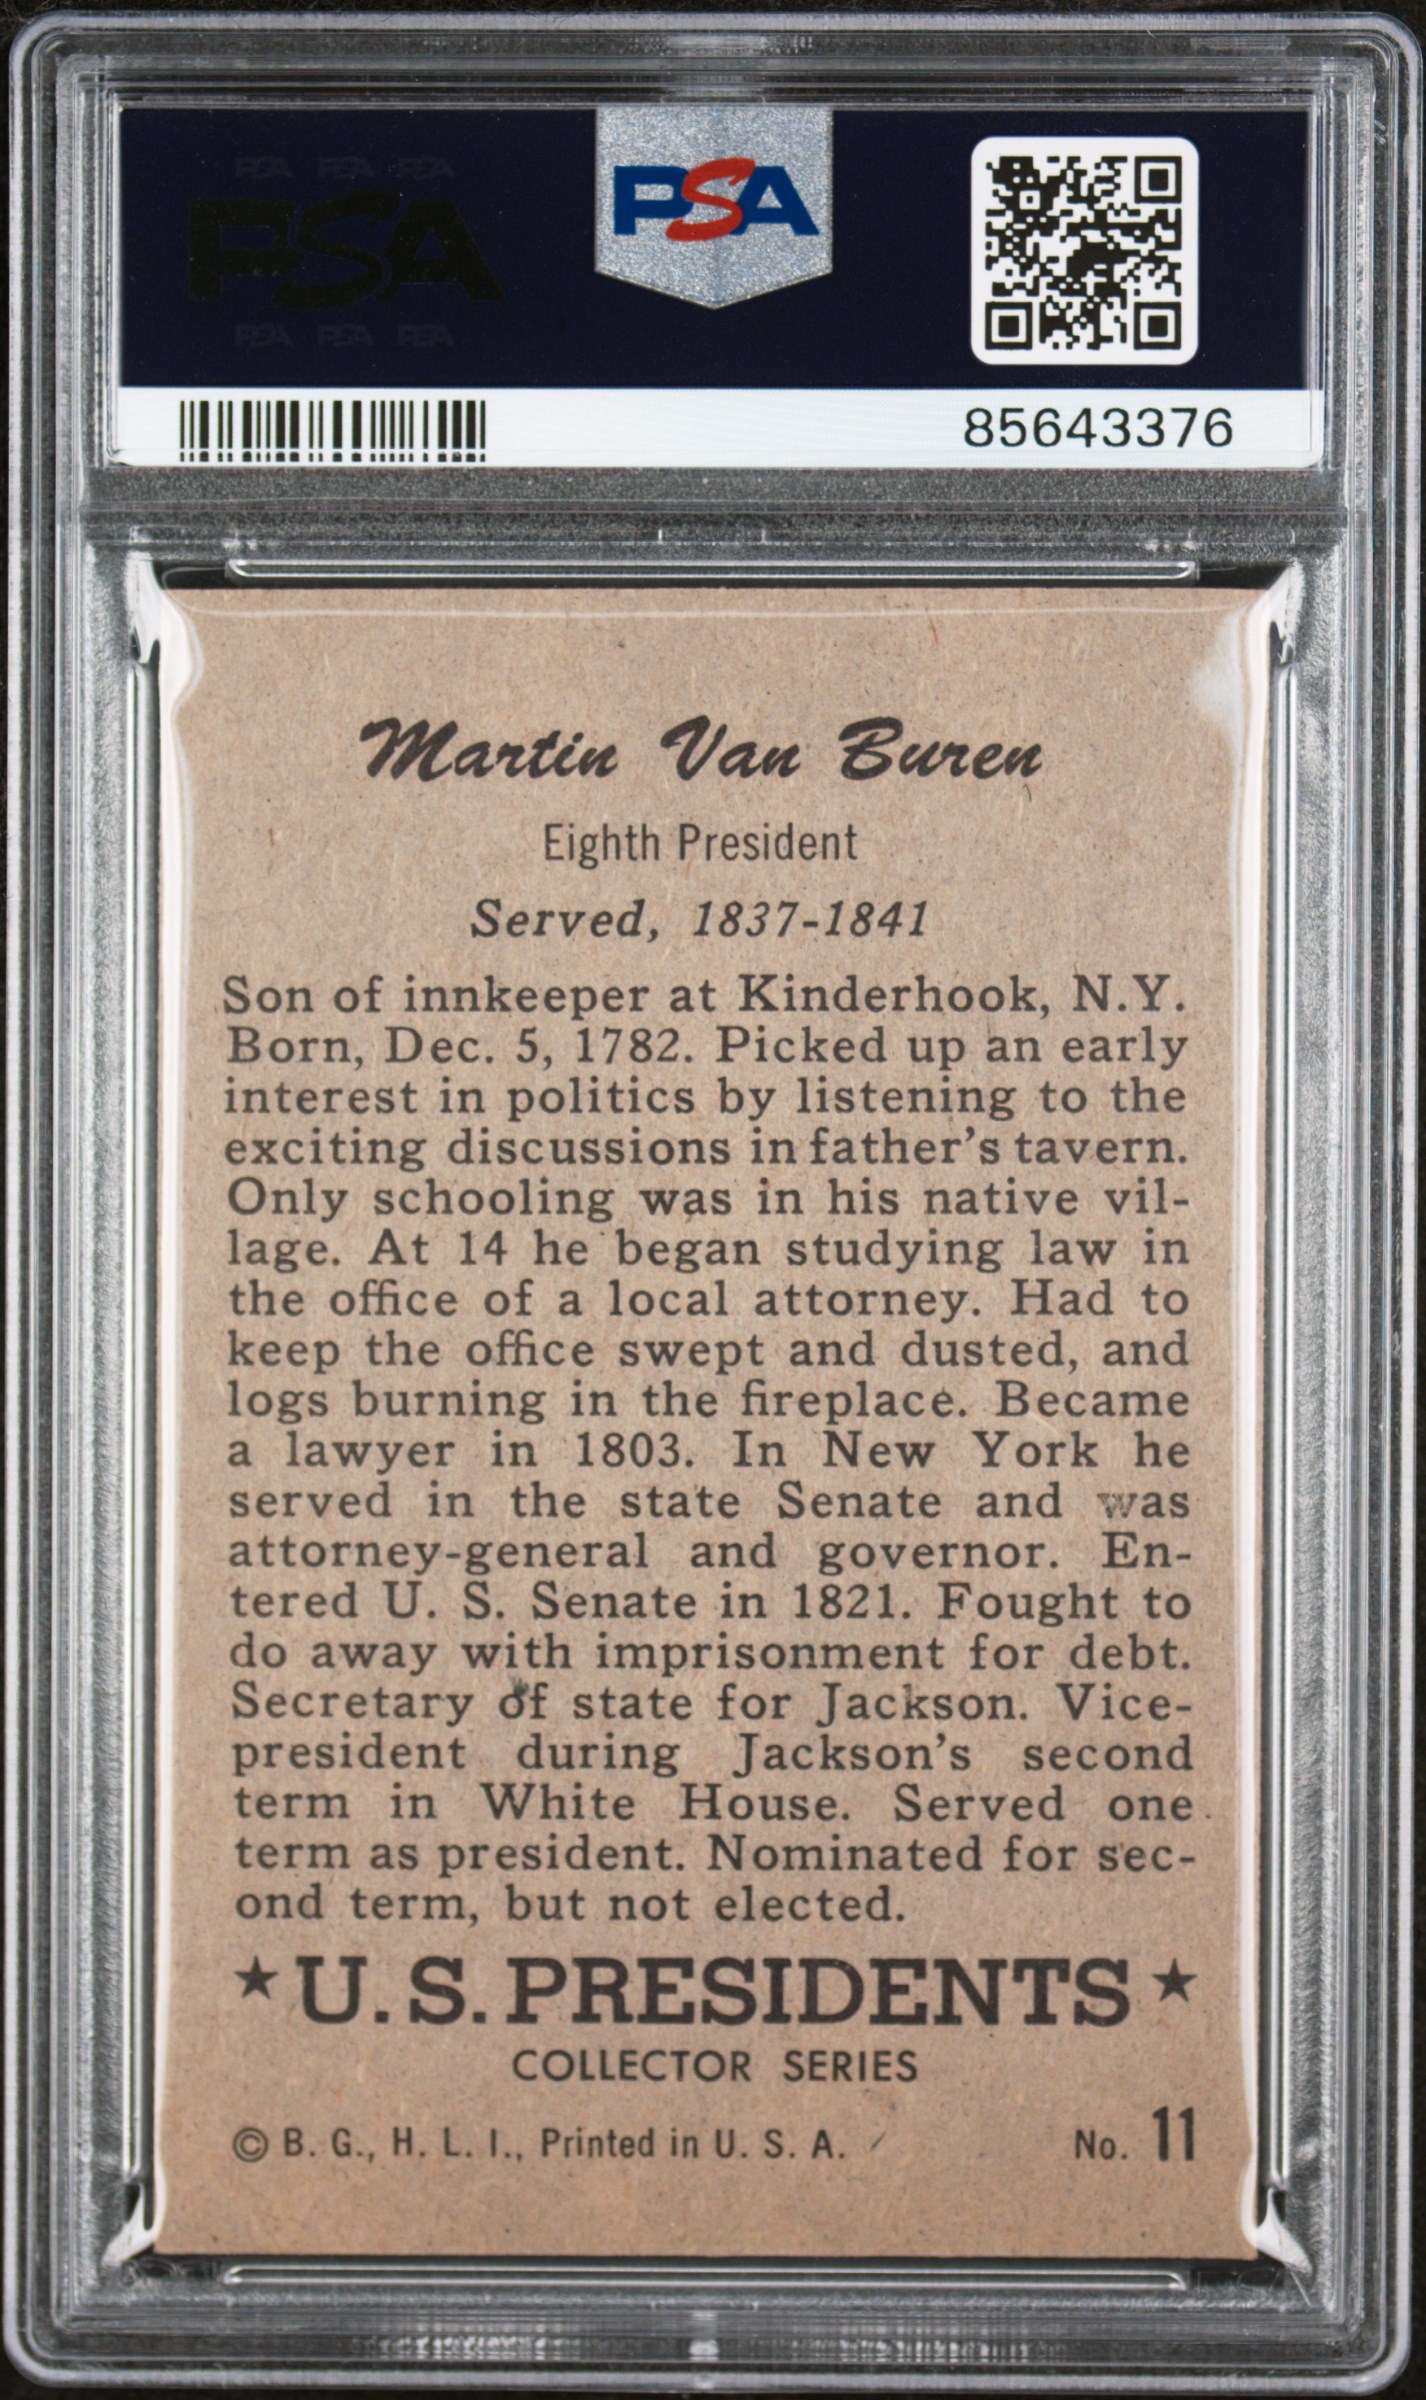 PSA PSA PSA
PSA
PSA PSA PSA
PSA
85643376
Martin Van Buren
Eighth President
Served, 1837-1841
Son of innkeeper at Kinderhook, N.Y.
Born, Dec. 5, 1782. Picked up an early
interest in politics by listening to the
exciting discussions in father's tavern.
Only schooling was in his native vil-
lage. At 14 he began studying law in
the office of a local attorney. Had to
keep the office swept and dusted, and
logs burning in the fireplace. Became
a lawyer in 1803. In New York he
served in the state Senate and was
attorney-general and governor. En-
tered U. S. Senate in 1821. Fought to
do away with imprisonment for debt.
Secretary of state for Jackson. Vice-
president during Jackson's second
term in White House. Served one
term as president. Nominated for sec-
ond term, but not elected.
★ U.S. PRESIDENTS ★
COLLECTOR SERIES
© B. G., H. L. I., Printed in U. S. A.
No. 11